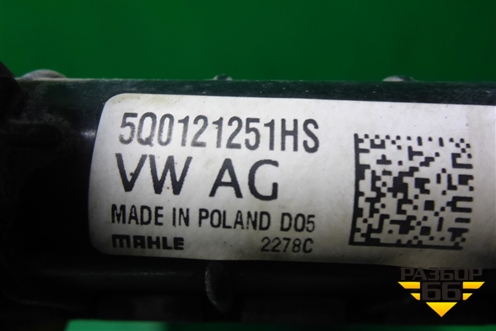 5Q0121251HS
VW AG
MADE IN POLAND D05
MAHLE 2278C
РАЗБОР
66